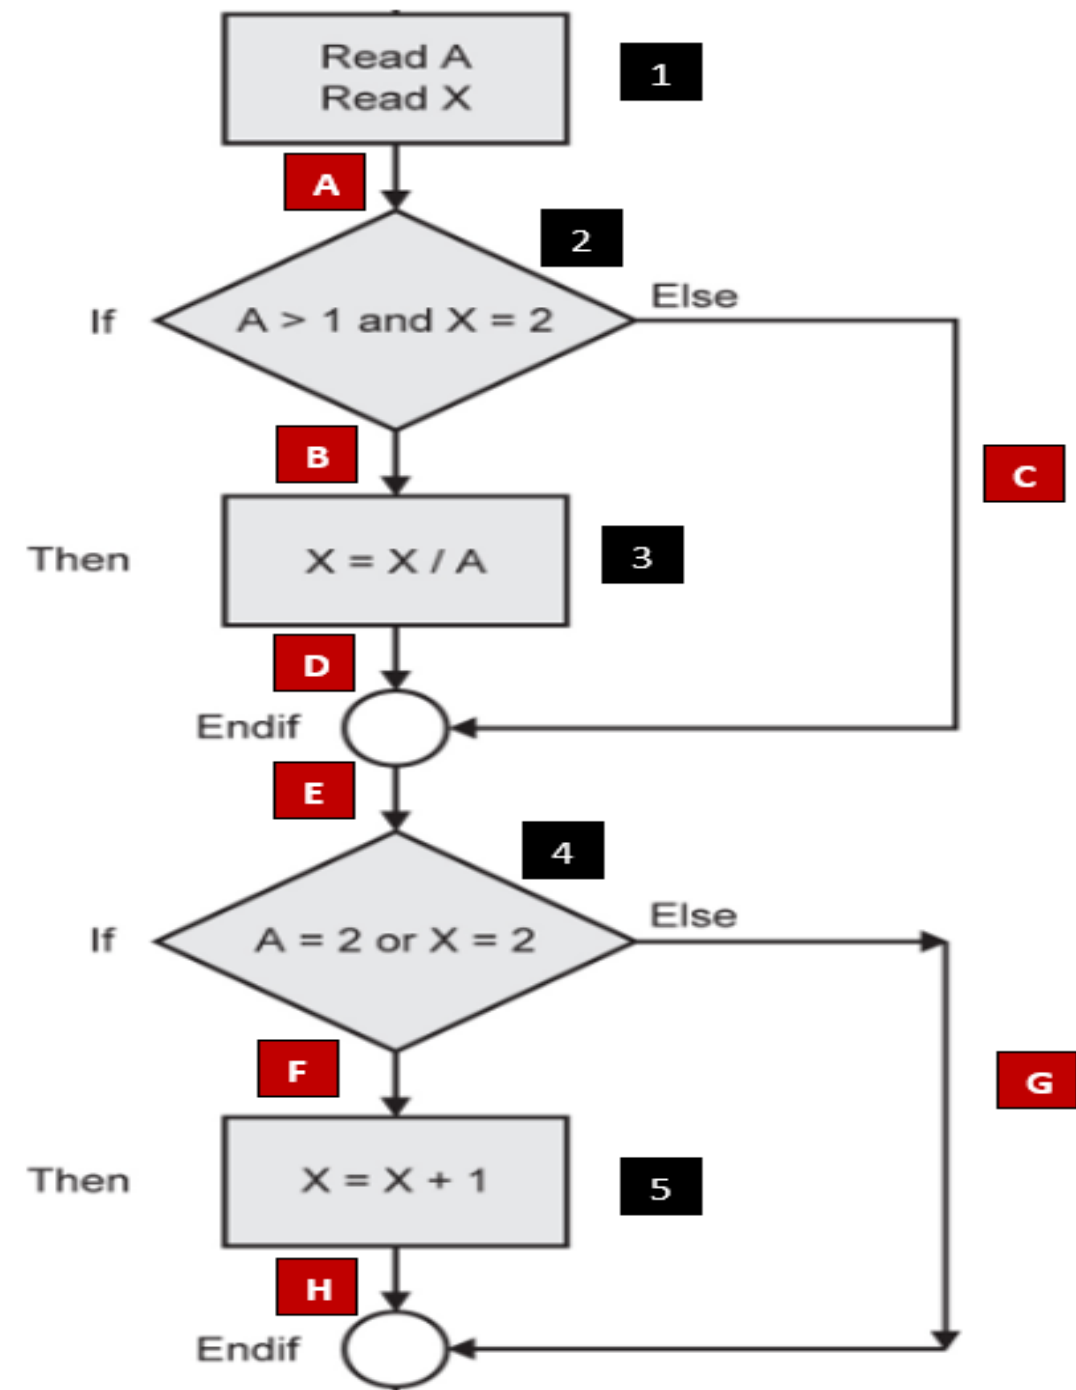 Read A
Read X
1
A
2
If
A > 1 and X = 2
Else
B
C
Then
X = X / A
3
D
Endif
E
4
If
A = 2 or X = 2
Else
F
G
Then
X = X + 1
5
H
Endif